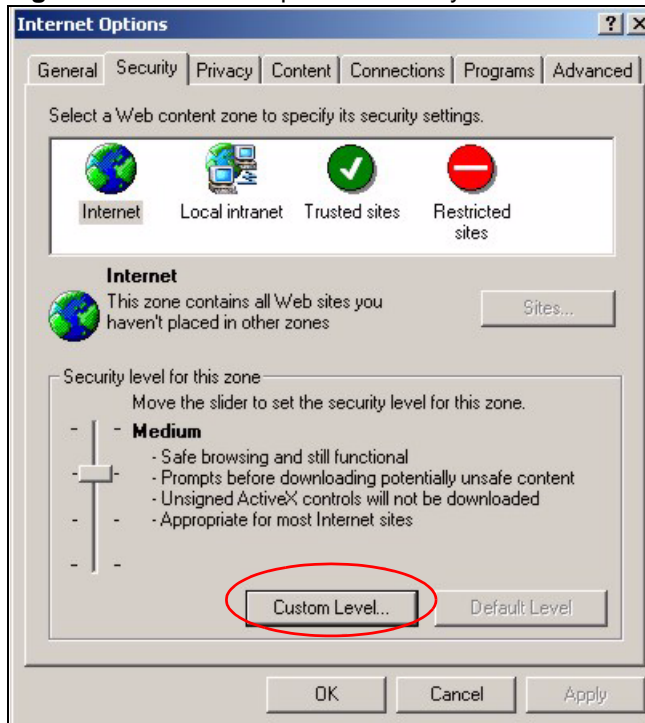 Internet Options
General Security Privacy Content Connections Programs Advanced
Select a Web content zone to specify its security settings.
Internet Local intranet Trusted sites Restricted sites
Internet
This zone contains all Web sites you
haven't placed in other zones
Sites...
Security level for this zone
Move the slider to set the security level for this zone.
Medium
- Safe browsing and still functional
- Prompts before downloading potentially unsafe content
- Unsigned ActiveX controls will not be downloaded
- Appropriate for most Internet sites
Custom Level... Default Level
OK Cancel Apply